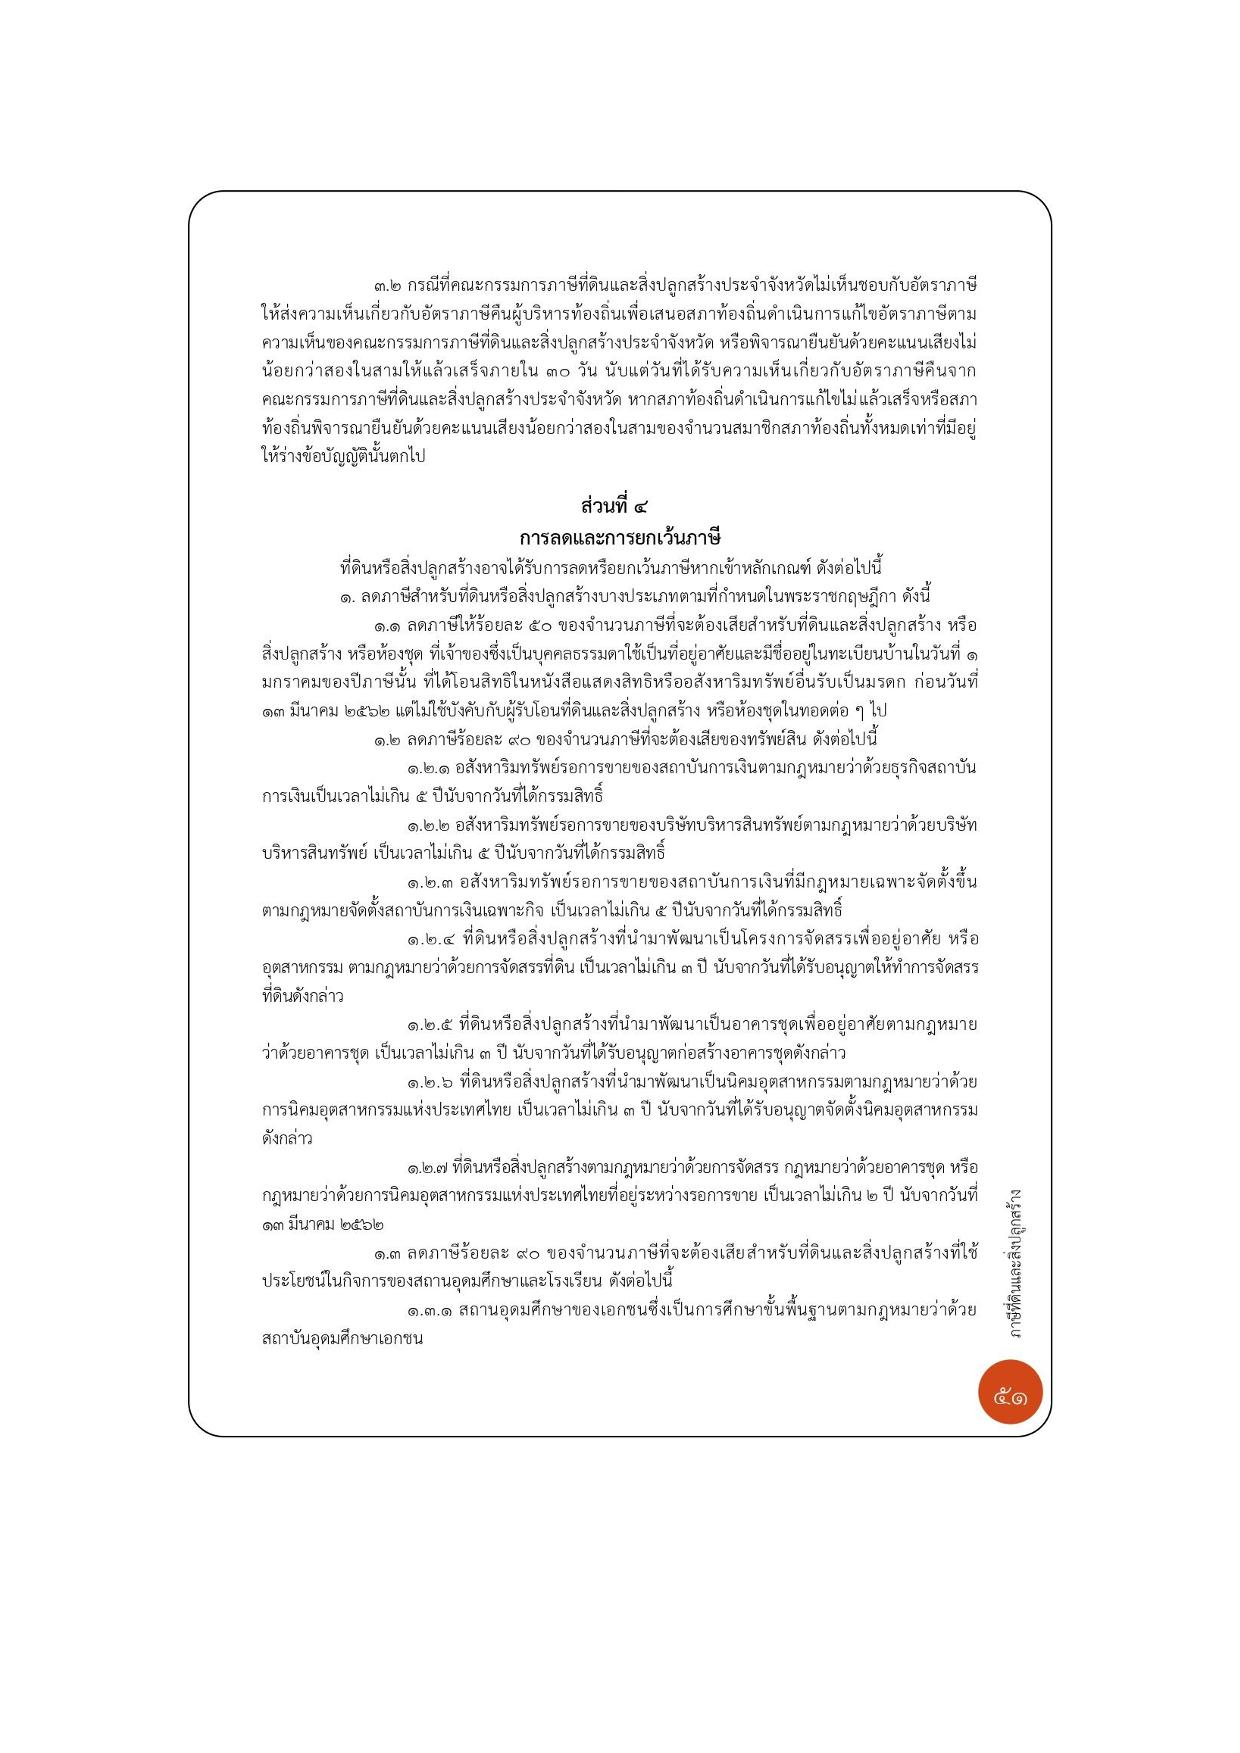 ๓.๒ กรณีที่คณะกรรมการภาษีที่ดินและสิ่งปลูกสร้างประจำจังหวัดไม่เห็นชอบกับอัตราภาษี
ให้ส่งความเห็นเกี่ยวกับอัตราภาษีคืนผู้บริหารท้องถิ่นเพื่อเสนอสภาท้องถิ่นดำเนินการแก้ไขอัตราภาษีตาม
ความเห็นของคณะกรรมการภาษีที่ดินและสิ่งปลูกสร้างประจำจังหวัด หรือพิจารณายืนยันด้วยคะแนนเสียงไม่
น้อยกว่าสองในสามให้แล้วเสร็จภายใน ๓๐ วัน นับแต่วันที่ได้รับความเห็นเกี่ยวกับอัตราภาษีคืนจาก
คณะกรรมการภาษีที่ดินและสิ่งปลูกสร้างประจำจังหวัด หากสภาท้องถิ่นดำเนินการแก้ไขไม่แล้วเสร็จหรือสภา
ท้องถิ่นพิจารณายืนยันด้วยคะแนนเสียงน้อยกว่าสองในสามของจำนวนสมาชิกสภาท้องถิ่นทั้งหมดเท่าที่มีอยู่
ให้ร่างข้อบัญญัตินั้นตกไป
ส่วนที่ ๔
การลดและการยกเว้นภาษี
ที่ดินหรือสิ่งปลูกสร้างอาจได้รับการลดหรือยกเว้นภาษีหากเข้าหลักเกณฑ์ ดังต่อไปนี้
๑. ลดภาษีสำหรับที่ดินหรือสิ่งปลูกสร้างบางประเภทตามที่กำหนดในพระราชกฤษฎีกา ดังนี้
๑.๑ ลดภาษีให้ร้อยละ ๕๐ ของจำนวนภาษีที่จะต้องเสียสำหรับที่ดินและสิ่งปลูกสร้าง หรือ
สิ่งปลูกสร้าง หรือห้องชุด ที่เจ้าของซึ่งเป็นบุคคลธรรมดาใช้เป็นที่อยู่อาศัยและมีชื่ออยู่ในทะเบียนบ้านในวันที่ ๑
มกราคมของปีภาษีนั้น ที่ได้โอนสิทธิในหนังสือแสดงสิทธิหรืออสังหาริมทรัพย์อื่นรับเป็นมรดก ก่อนวันที่
๑๓ มีนาคม ๒๕๖๒ แต่ไม่ใช้บังคับกับผู้รับโอนที่ดินและสิ่งปลูกสร้าง หรือห้องชุดในทอดต่อ ๆ ไป
๑.๒ ลดภาษีร้อยละ ๙๐ ของจำนวนภาษีที่จะต้องเสียของทรัพย์สิน ดังต่อไปนี้
๑.๒.๑ อสังหาริมทรัพย์รอการขายของสถาบันการเงินตามกฎหมายว่าด้วยธุรกิจสถาบัน
การเงินเป็นเวลาไม่เกิน ๕ ปีนับจากวันที่ได้กรรมสิทธิ์
๑.๒.๒ อสังหาริมทรัพย์รอการขายของบริษัทบริหารสินทรัพย์ตามกฎหมายว่าด้วยบริษัท
บริหารสินทรัพย์ เป็นเวลาไม่เกิน ๕ ปีนับจากวันที่ได้กรรมสิทธิ์
๑.๒.๓ อสังหาริมทรัพย์รอการขายของสถาบันการเงินที่มีกฎหมายเฉพาะจัดตั้งขึ้น
ตามกฎหมายจัดตั้งสถาบันการเงินเฉพาะกิจ เป็นเวลาไม่เกิน ๕ ปีนับจากวันที่ได้กรรมสิทธิ์
๑.๒.๔ ที่ดินหรือสิ่งปลูกสร้างที่นำมาพัฒนาเป็นโครงการจัดสรรเพื่ออยู่อาศัย หรือ
อุตสาหกรรม ตามกฎหมายว่าด้วยการจัดสรรที่ดิน เป็นเวลาไม่เกิน ๓ ปี นับจากวันที่ได้รับอนุญาตให้ทำการจัดสรร
ที่ดินดังกล่าว
๑.๒.๕ ที่ดินหรือสิ่งปลูกสร้างที่นำมาพัฒนาเป็นอาคารชุดเพื่ออยู่อาศัยตามกฎหมาย
ว่าด้วยอาคารชุด เป็นเวลาไม่เกิน ๓ ปี นับจากวันที่ได้รับอนุญาตก่อสร้างอาคารชุดดังกล่าว
๑.๒.๖ ที่ดินหรือสิ่งปลูกสร้างที่นำมาพัฒนาเป็นนิคมอุตสาหกรรมตามกฎหมายว่าด้วย
การนิคมอุตสาหกรรมแห่งประเทศไทย เป็นเวลาไม่เกิน ๓ ปี นับจากวันที่ได้รับอนุญาตจัดตั้งนิคมอุตสาหกรรม
ดังกล่าว
๑.๒.๗ ที่ดินหรือสิ่งปลูกสร้างตามกฎหมายว่าด้วยการจัดสรร กฎหมายว่าด้วยอาคารชุด หรือ
กฎหมายว่าด้วยการนิคมอุตสาหกรรมแห่งประเทศไทยที่อยู่ระหว่างรอการขาย เป็นเวลาไม่เกิน ๒ ปี นับจากวันที่
๑๓ มีนาคม ๒๕๖๒
๑.๓ ลดภาษีร้อยละ ๙๐ ของจำนวนภาษีที่จะต้องเสียสำหรับที่ดินและสิ่งปลูกสร้างที่ใช้
ประโยชน์ในกิจการของสถานอุดมศึกษาและโรงเรียน ดังต่อไปนี้
๑.๓.๑ สถานอุดมศึกษาของเอกชนซึ่งเป็นการศึกษาขั้นพื้นฐานตามกฎหมายว่าด้วย
สถาบันอุดมศึกษาเอกชน
ภาษีที่ดินและสิ่งปลูกสร้าง
๕๑